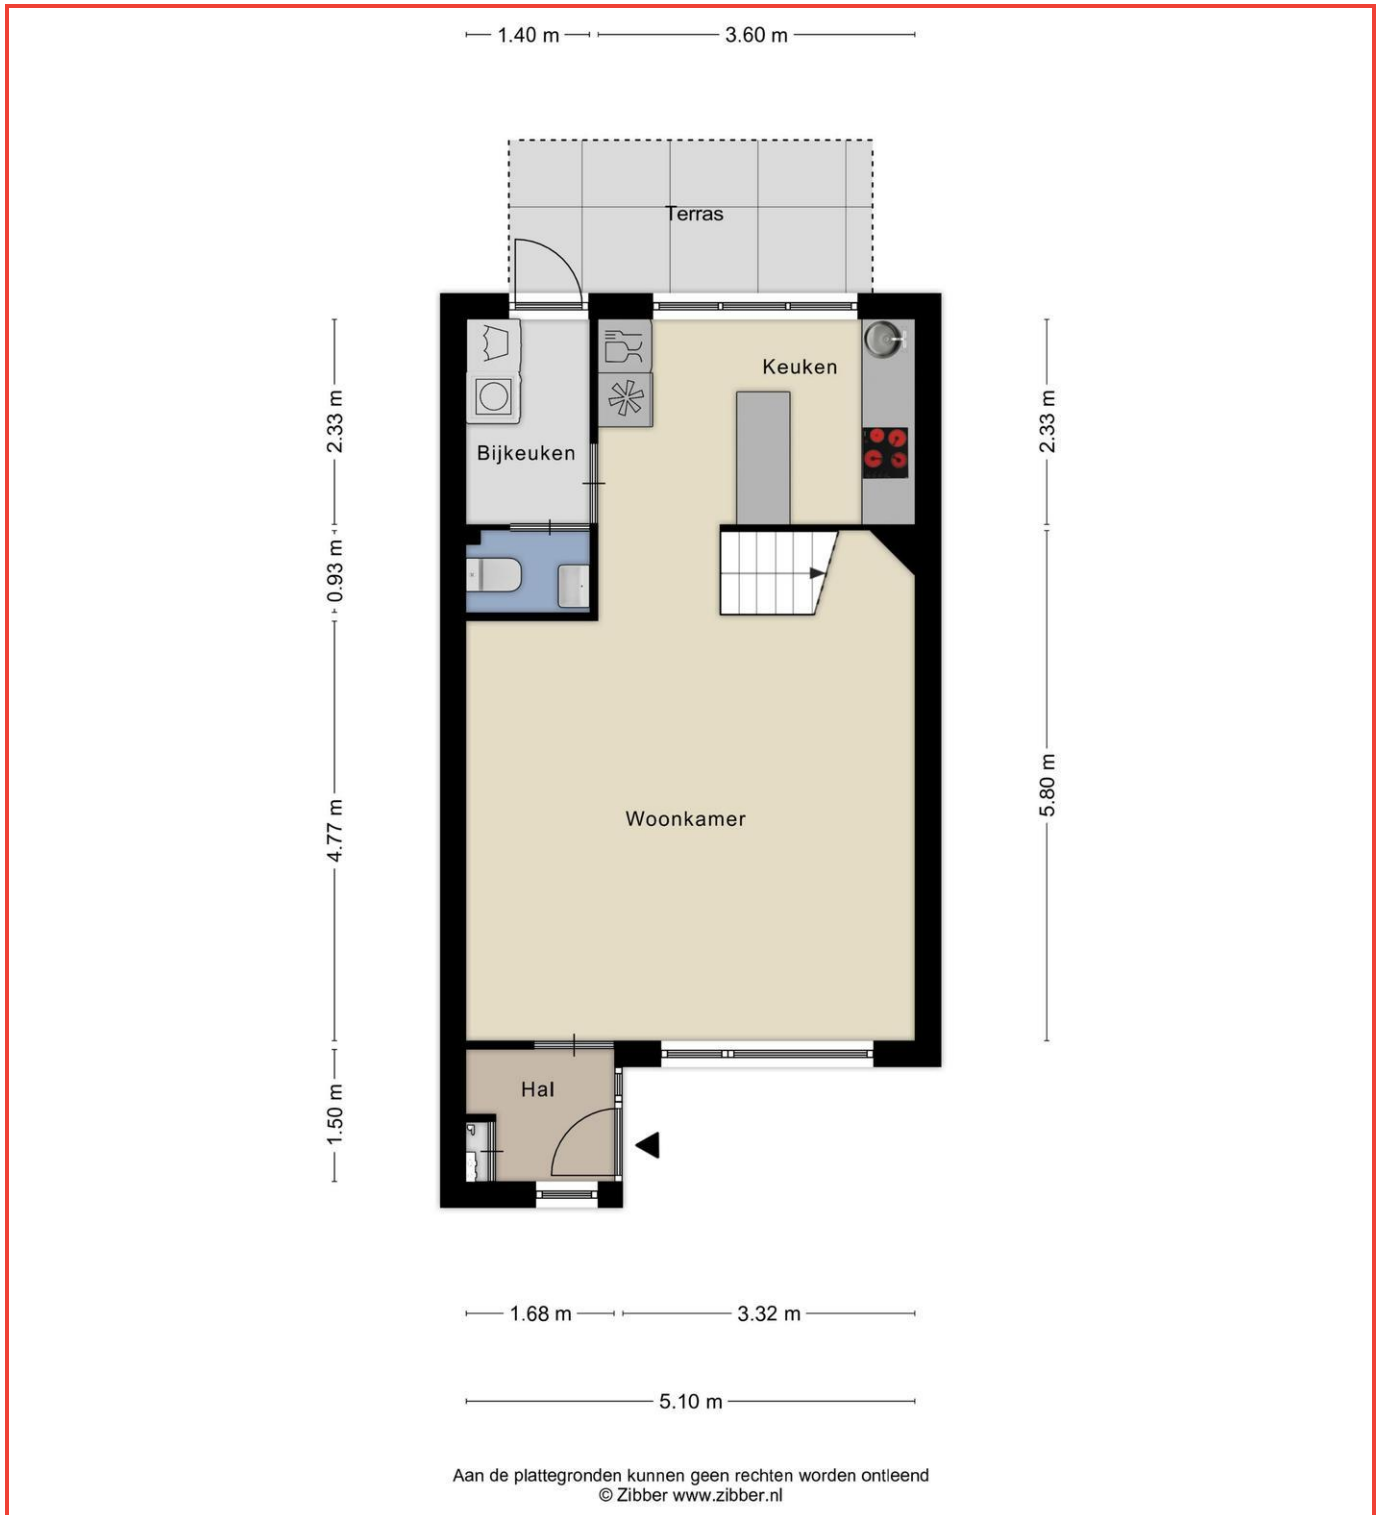 1.40 m
3.60 m
Terras
Keuken
2.33 m
2.33 m
Bijkeuken
0.93 m
5.80 m
Woonkamer
4.77 m
Hal
1.50 m
1.68 m
3.32 m
5.10 m
Aan de plattegronden kunnen geen rechten worden ontleend
© Zibber www.zibber.nl